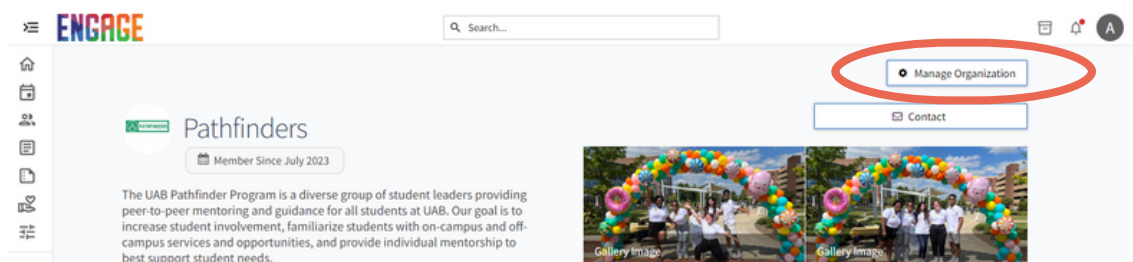 ENGAGE
Search...
A
Manage Organization
Contact
PATHFINDERS
Pathfinders
Member Since July 2023
The UAB Pathfinder Program is a diverse group of student leaders providing
peer-to-peer mentoring and guidance for all students at UAB. Our goal is to
increase student involvement, familiarize students with on-campus and off-
campus services and opportunities, and provide individual mentorship to
best support student needs.
Gallery Image
Gallery Image